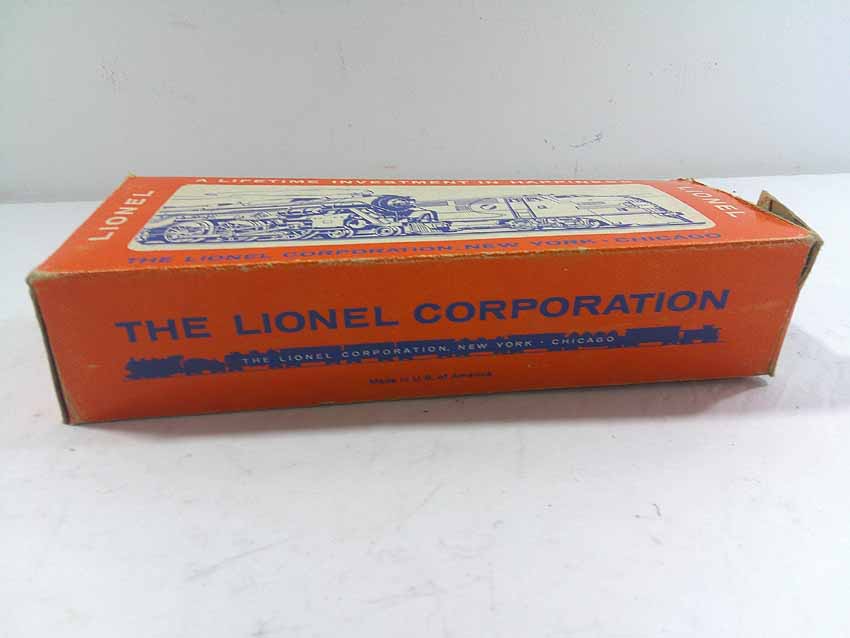 A LIFETIME INVESTMENT IN HAPPINESS
LIONEL
LIONEL
THE LIONEL CORPORATION, NEW YORK · CHICAGO
THE LIONEL CORPORATION
THE LIONEL CORPORATION, NEW YORK · CHICAGO
Made in U.S. of America